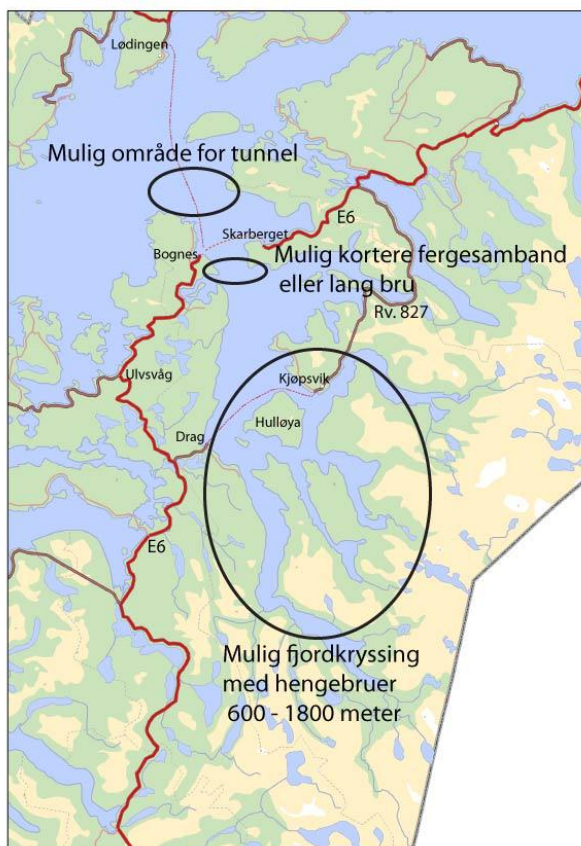 Lødingen
Mulig område for tunnel
Skarberget
E6
Bognes
Mulig kortere fergesamband
eller lang bru
Rv. 827
Ulvsvåg
Kjøpsvik
Hulløya
Drag
E6
Mulig fjordkryssing
med hengebruer
600 - 1800 meter